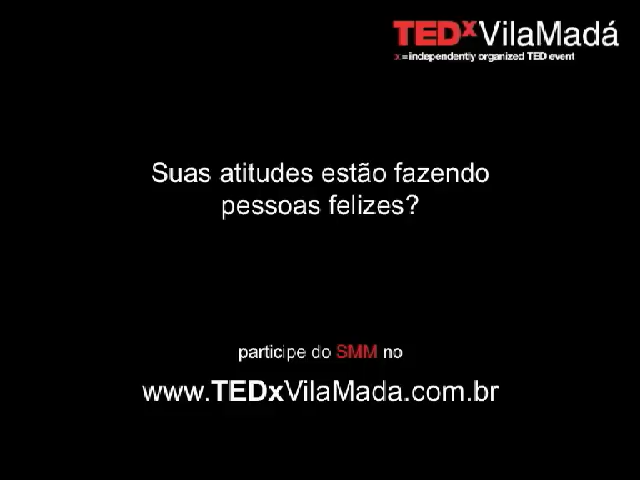 TEDxVilaMadá
x = independently organized TED event
Suas atitudes estão fazendo
pessoas felizes?
participe do SMM no
www.TEDxVilaMada.com.br